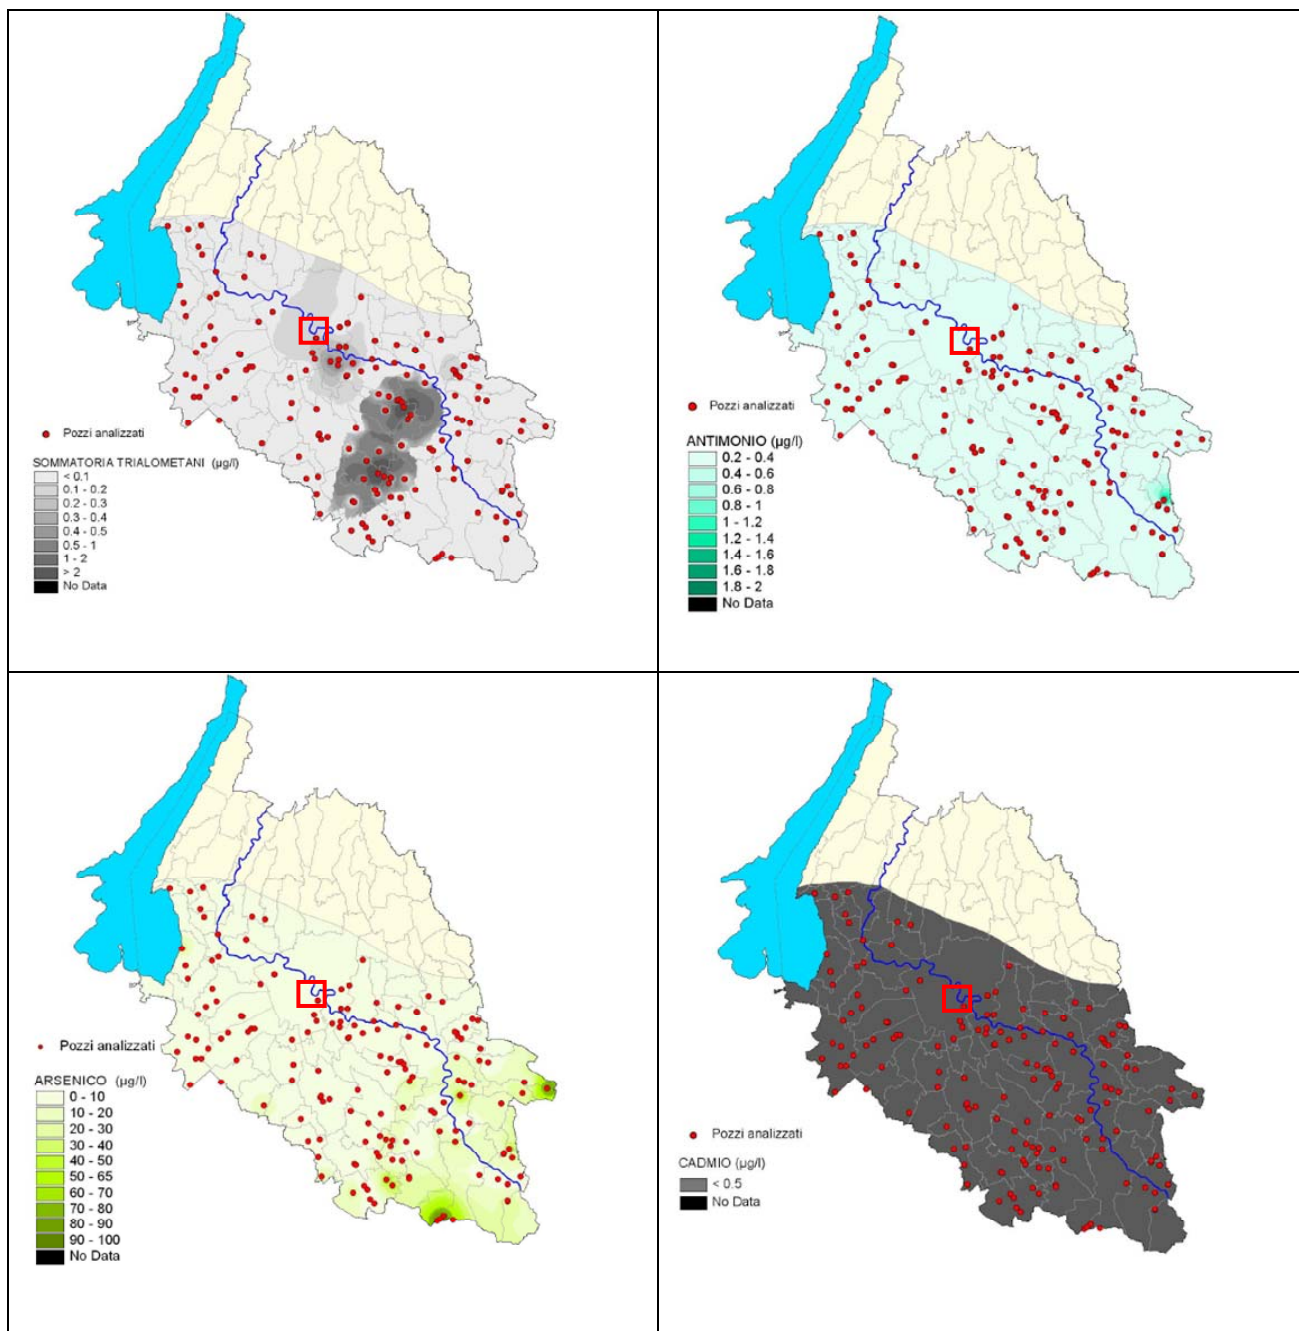 Pozzi analizzati
SOMMATORIA TRIALOMETANI (µg/l)
< 0.1
0.1 - 0.2
0.2 - 0.3
0.3 - 0.4
0.4 - 0.5
0.5 - 1
1 - 2
> 2
No Data
Pozzi analizzati
ANTIMONIO (µg/l)
0.2 - 0.4
0.4 - 0.6
0.6 - 0.8
0.8 - 1
1 - 1.2
1.2 - 1.4
1.4 - 1.6
1.6 - 1.8
1.8 - 2
No Data
Pozzi analizzati
ARSENICO (µg/l)
0 - 10
10 - 20
20 - 30
30 - 40
40 - 50
50 - 65
60 - 70
70 - 80
80 - 90
90 - 100
No Data
Pozzi analizzati
CADMIO (µg/l)
< 0.5
No Data